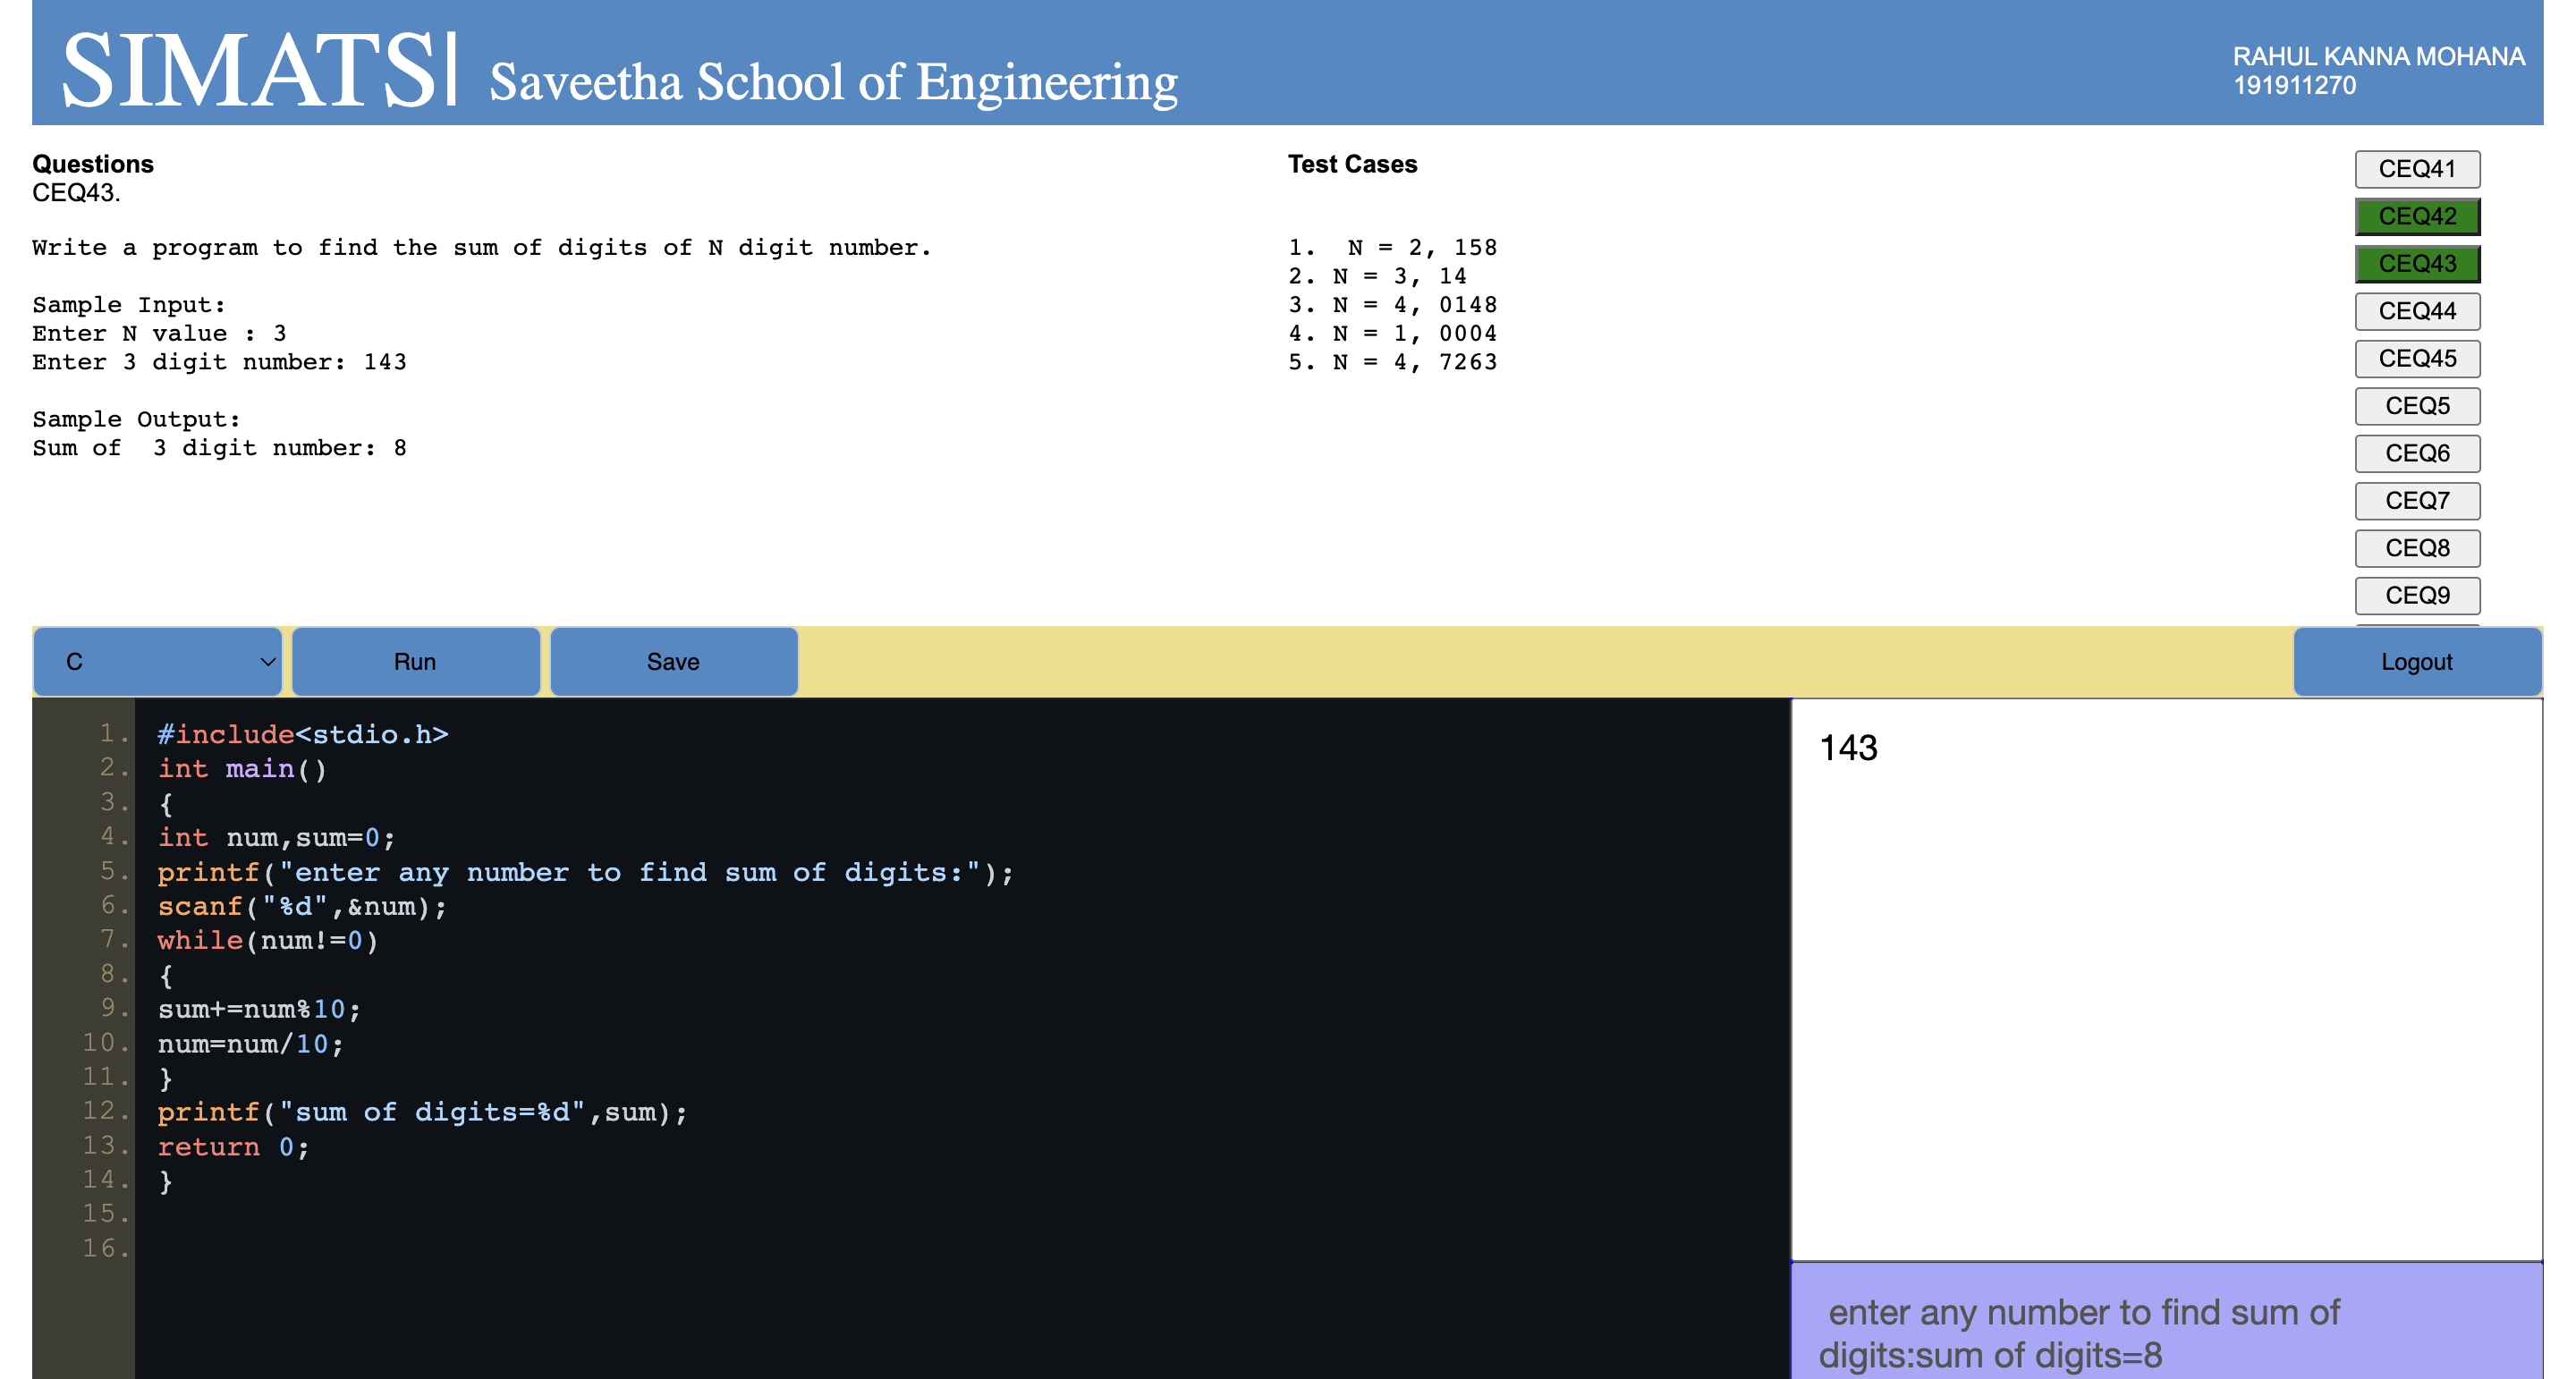 SIMATS| Saveetha School of Engineering
RAHUL KANNA MOHANA
191911270
Questions
CEQ43.
Write a program to find the sum of digits of N digit number.
Sample Input:
Enter N value : 3
Enter 3 digit number: 143
Sample Output:
Sum of  3 digit number: 8
Test Cases
1.  N = 2, 158
2. N = 3, 14
3. N = 4, 0148
4. N = 1, 0004
5. N = 4, 7263
CEQ41
CEQ42
CEQ43
CEQ44
CEQ45
CEQ5
CEQ6
CEQ7
CEQ8
CEQ9
C
Run
Save
Logout
1. #include<stdio.h>
2. int main()
3. {
4. int num,sum=0;
5. printf("enter any number to find sum of digits:");
6. scanf("%d",&num);
7. while(num!=0)
8. {
9. sum+=num%10;
10. num=num/10;
11. }
12. printf("sum of digits=%d",sum);
13. return 0;
14. }
15.
16.
143
enter any number to find sum of
digits:sum of digits=8